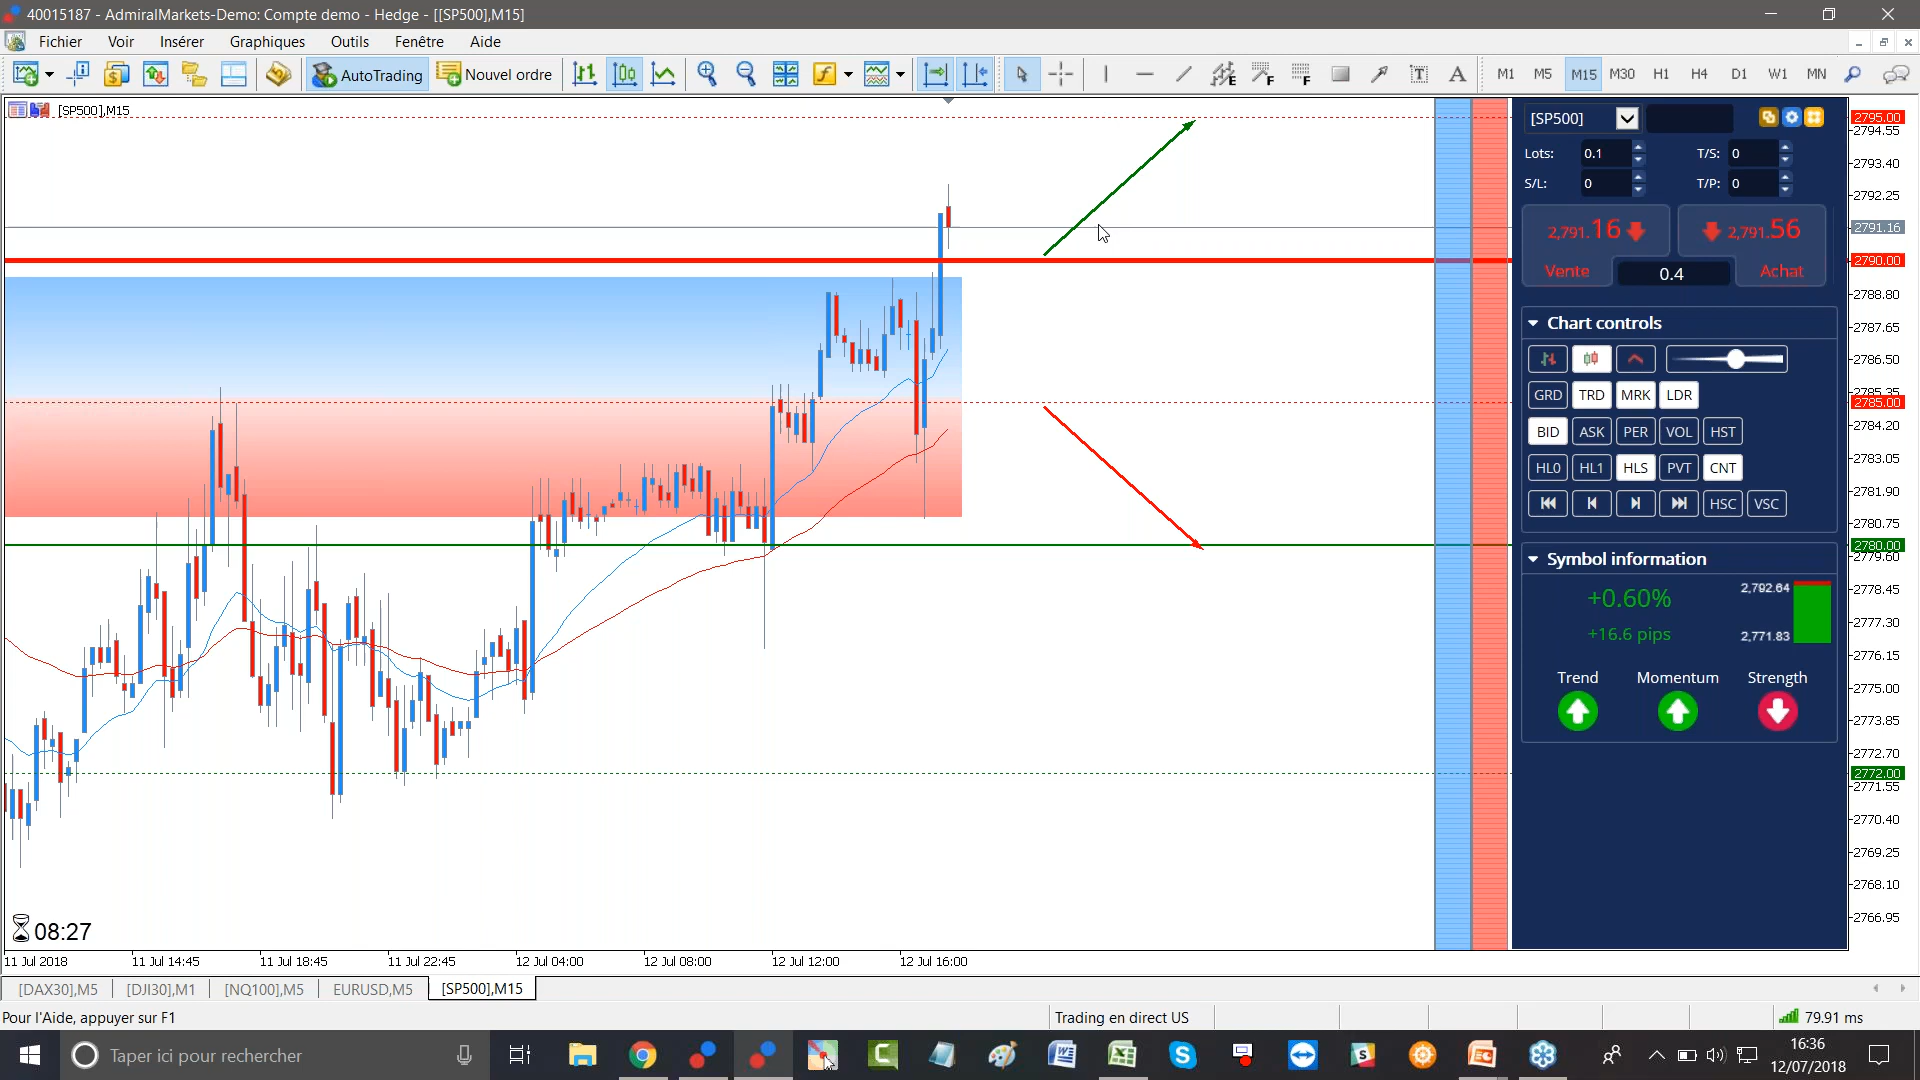 40015187 - AdmiralMarkets-Demo: Compte demo - Hedge - [[SP500],M15]
Fichier Voir Insérer Graphiques Outils Fenêtre Aide
AutoTrading Nouvel ordre M1 M5 M15 M30 H1 H4 D1 W1 MN
[SP500],M15
[SP500]
Lots: 0.1 T/S: 0
S/L: 0 T/P: 0
2,791.16 2,791.56
Vente 0.4 Achat
Chart controls
GRD TRD MRK LDR
BID ASK PER VOL HST
HL0 HL1 HLS PVT CNT
HSC VSC
Symbol information
+0.60% 2,792.64
+16.6 pips 2,771.83
Trend Momentum Strength
2795.00
2794.55
2793.40
2792.25
2791.16
2790.00
2788.80
2787.65
2786.50
2785.35
2785.00
2784.20
2783.05
2781.90
2780.75
2780.00
2779.60
2778.45
2777.30
2776.15
2775.00
2773.85
2772.70
2772.00
2771.55
2770.40
2769.25
2768.10
2766.95
08:27
11 Jul 2018 11 Jul 14:45 11 Jul 18:45 11 Jul 22:45 12 Jul 04:00 12 Jul 08:00 12 Jul 12:00 12 Jul 16:00
[DAX30],M5 [DJI30],M1 [NQ100],M5 EURUSD,M5 [SP500],M15
Pour l'Aide, appuyer sur F1 Trading en direct US 79.91 ms
Taper ici pour rechercher 16:36
12/07/2018